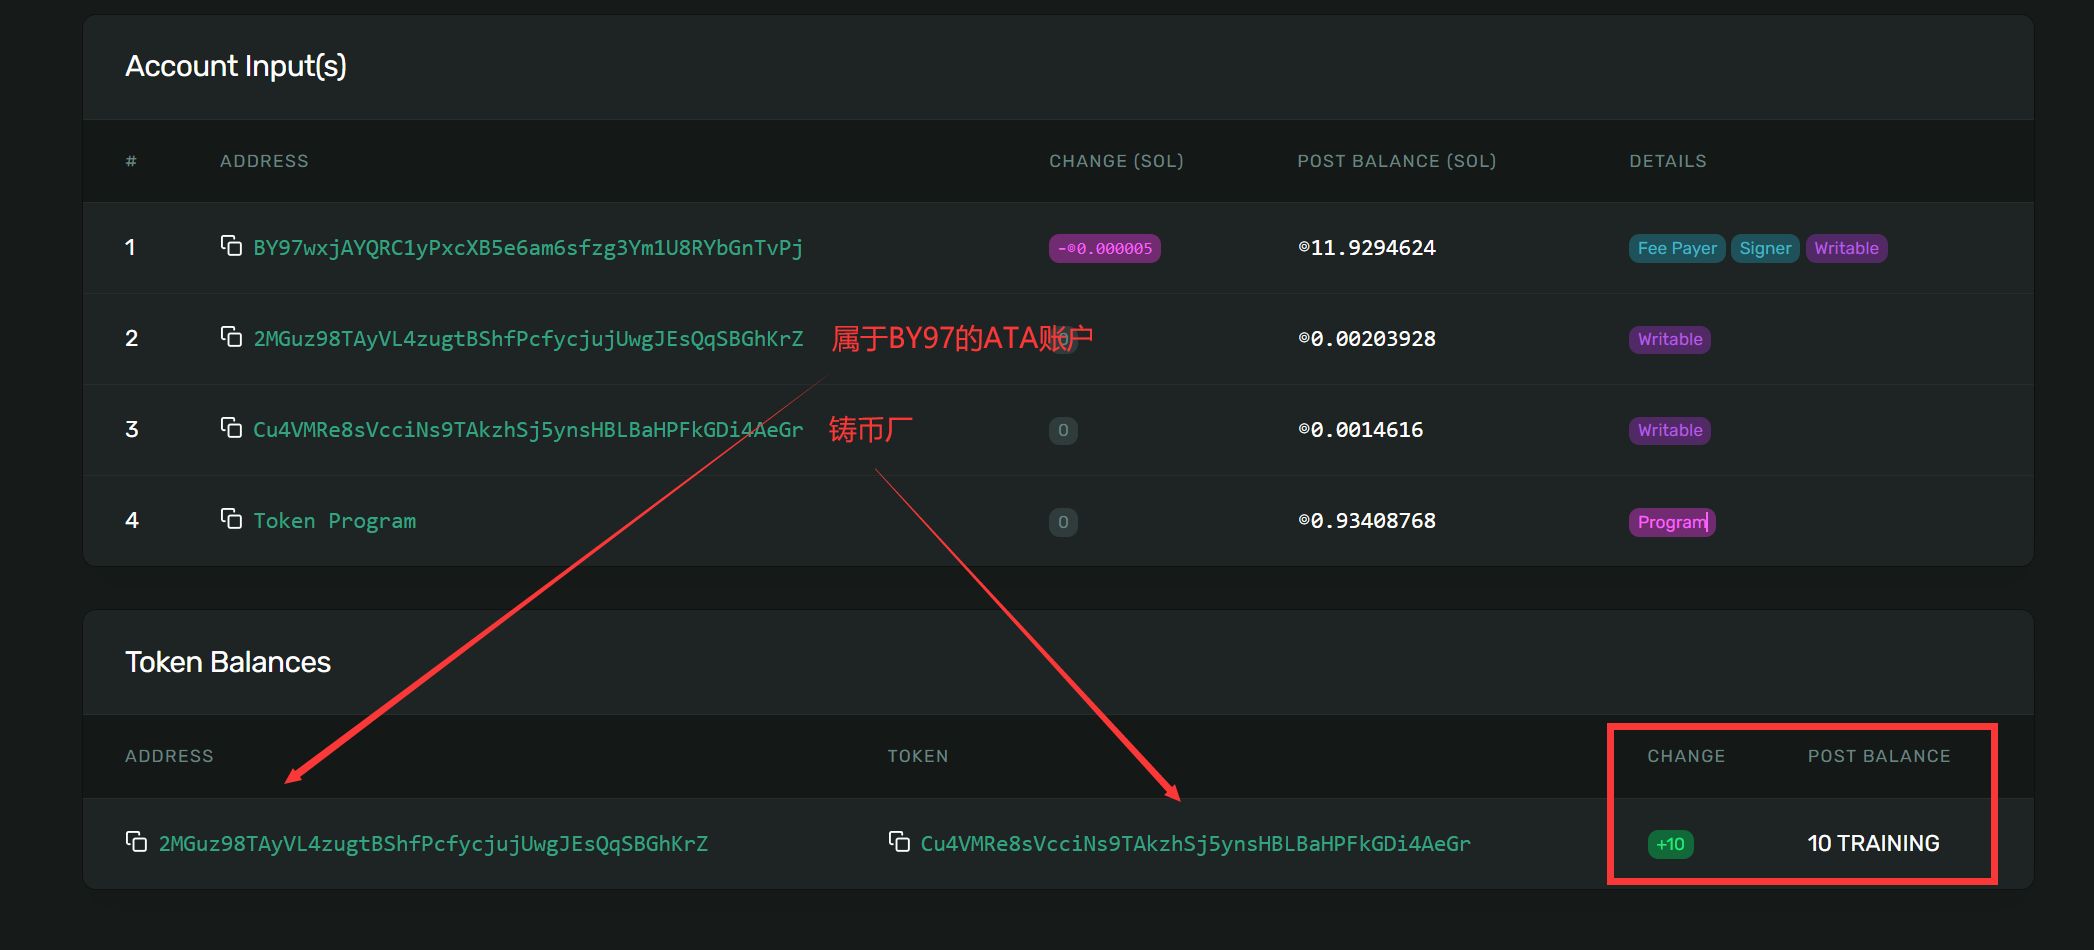 Account Input(s)
# ADDRESS CHANGE (SOL) POST BALANCE (SOL) DETAILS
1 BY97wxjAYQRC1yPxcXB5e6am6sfzg3Ym1U8RYbGnTvPj -◎0.000005 ◎11.9294624 Fee Payer Signer Writable
2 2MGuz98TAyVL4zugtBShfPcfycjujUwgJEsQqSBGhKrZ 属于BY97的ATA账户 0 ◎0.00203928 Writable
3 Cu4VMRe8sVcciNs9TAkzhSj5ynsHBLBaHPFkGDi4AeGr 铸币厂 0 ◎0.0014616 Writable
4 Token Program 0 ◎0.93408768 Program
Token Balances
ADDRESS TOKEN CHANGE POST BALANCE
2MGuz98TAyVL4zugtBShfPcfycjujUwgJEsQqSBGhKrZ Cu4VMRe8sVcciNs9TAkzhSj5ynsHBLBaHPFkGDi4AeGr +10 10 TRAINING